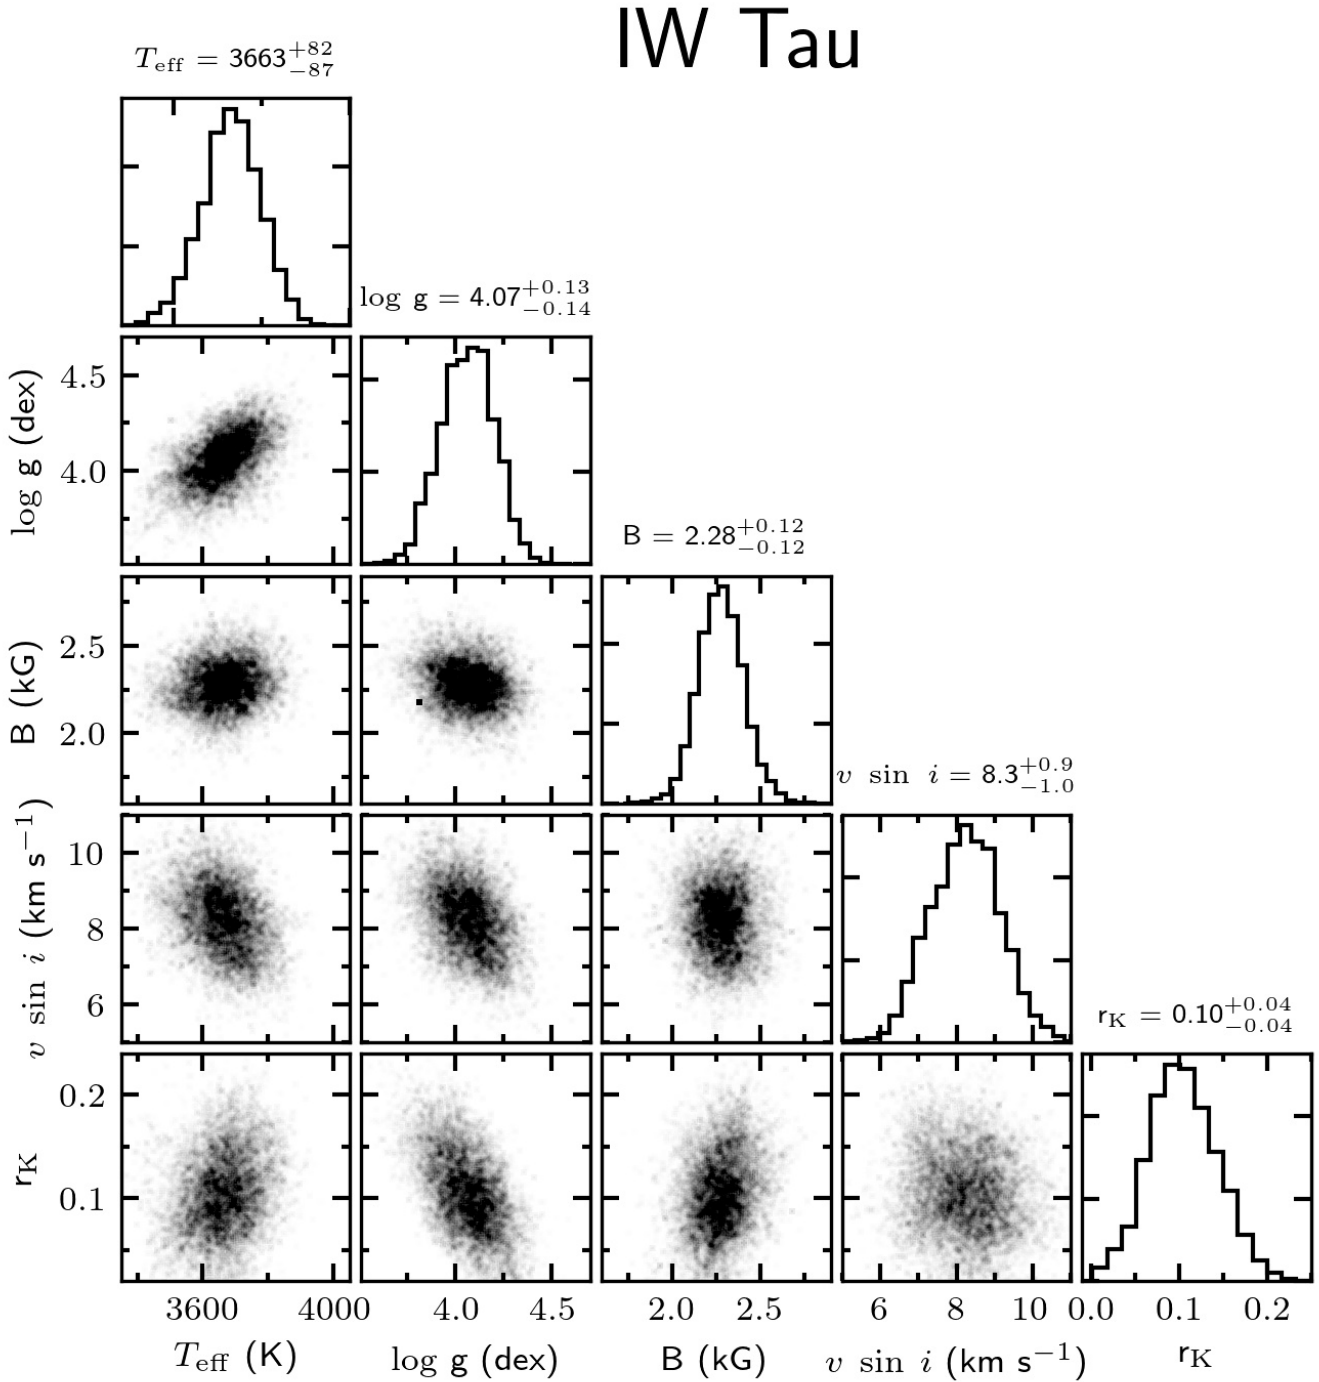 IW Tau
T_eff = 3663^{+82}_{-87}
log g = 4.07^{+0.13}_{-0.14}
4.5
4.0
log g (dex)
B = 2.28^{+0.12}_{-0.12}
2.5
2.0
B (kG)
v sin i = 8.3^{+0.9}_{-1.0}
10
8
6
v sin i (km s^{-1})
r_K = 0.10^{+0.04}_{-0.04}
0.2
0.1
r_K
3600 4000 4.0 4.5 2.0 2.5 6 8 10 0.0 0.1 0.2
T_eff (K) log g (dex) B (kG) v sin i (km s^{-1}) r_K